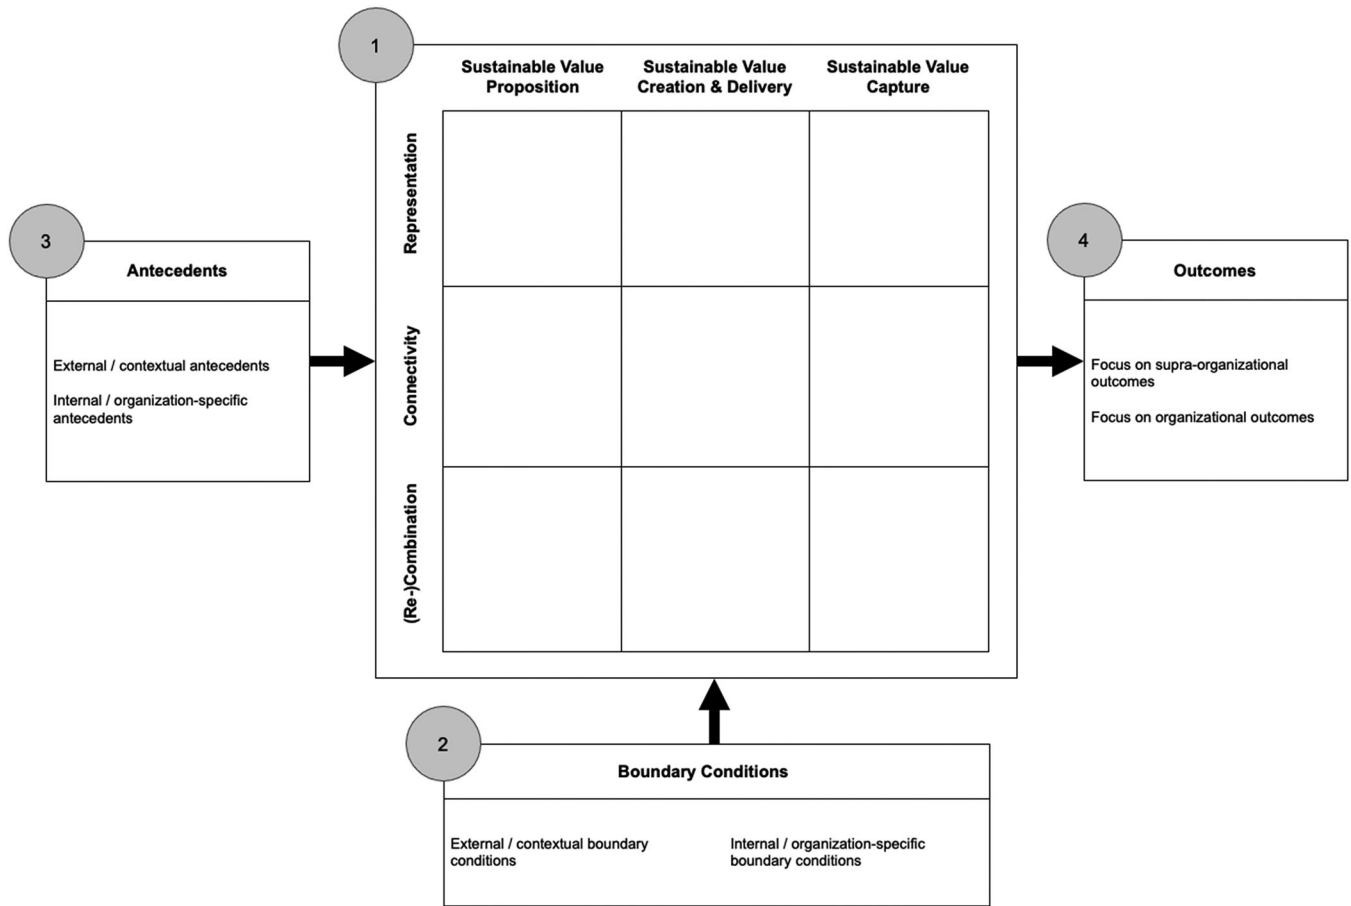 1
Sustainable Value
Proposition
Sustainable Value
Creation & Delivery
Sustainable Value
Capture
Representation
Connectivity
(Re-)Combination
3
Antecedents
External / contextual antecedents
Internal / organization-specific
antecedents
4
Outcomes
Focus on supra-organizational
outcomes
Focus on organizational outcomes
2
Boundary Conditions
External / contextual boundary
conditions
Internal / organization-specific
boundary conditions